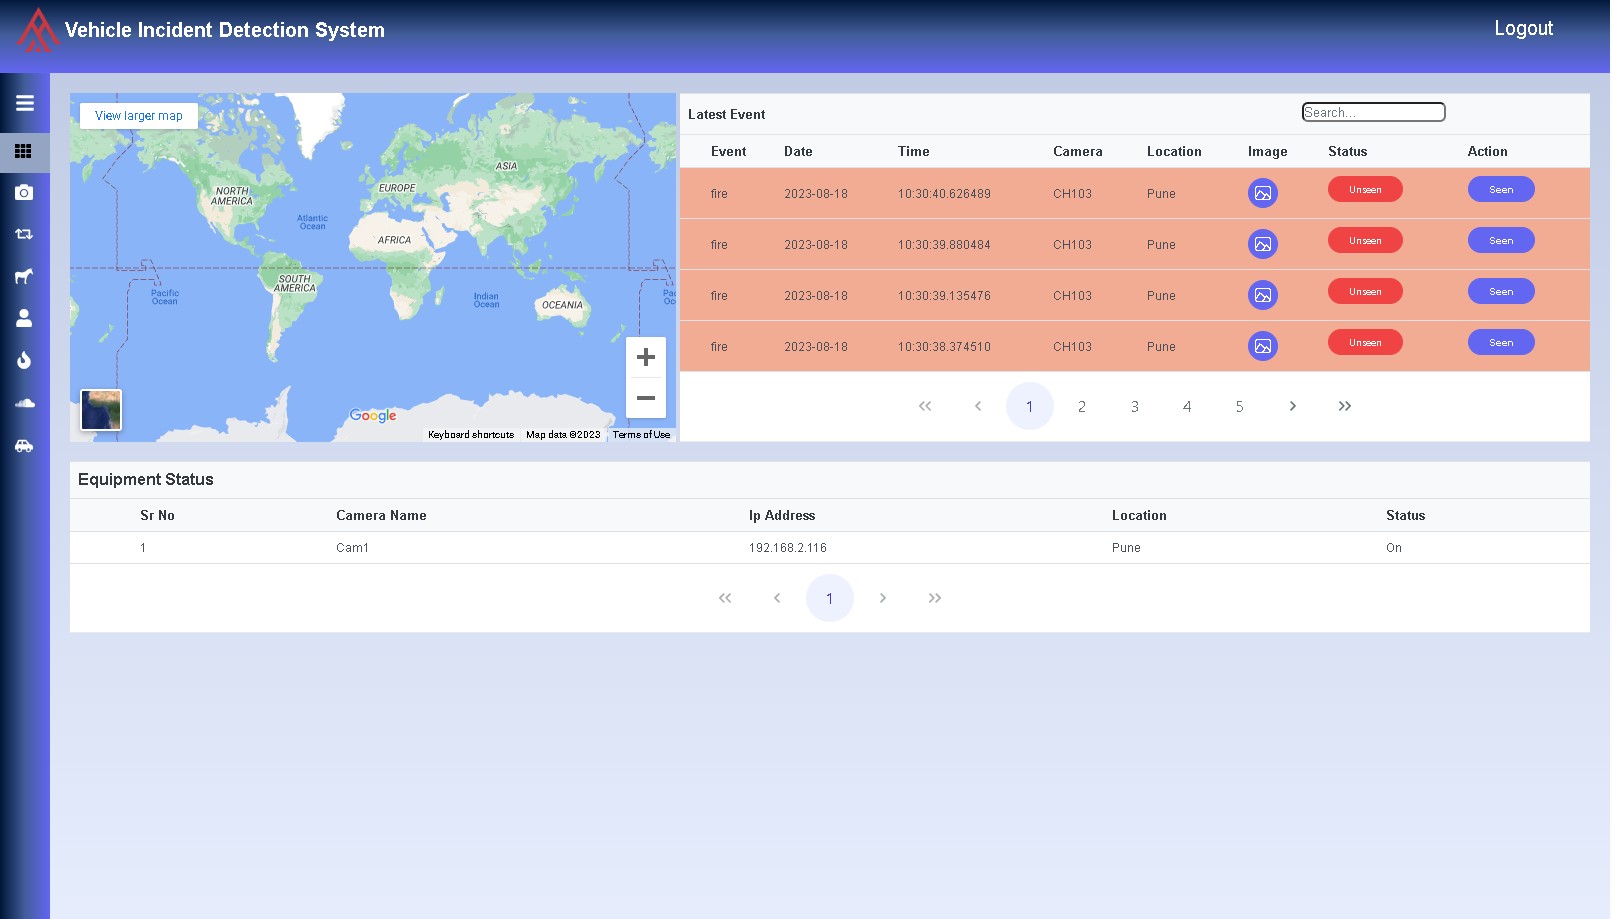 Vehicle Incident Detection System
Logout
View larger map
NORTH AMERICA
EUROPE
ASIA
Atlantic Ocean
AFRICA
SOUTH AMERICA
Pacific Ocean
Indian Ocean
OCEANIA
Pac
Oc
Google
Keyboard shortcuts Map data ©2023 Terms of Use
Latest Event Search...
Event Date Time Camera Location Image Status Action
fire 2023-08-18 10:30:40.626489 CH103 Pune Unseen Seen
fire 2023-08-18 10:30:39.880484 CH103 Pune Unseen Seen
fire 2023-08-18 10:30:39.135476 CH103 Pune Unseen Seen
fire 2023-08-18 10:30:38.374510 CH103 Pune Unseen Seen
1 2 3 4 5
Equipment Status
Sr No Camera Name Ip Address Location Status
1 Cam1 192.168.2.116 Pune On
1